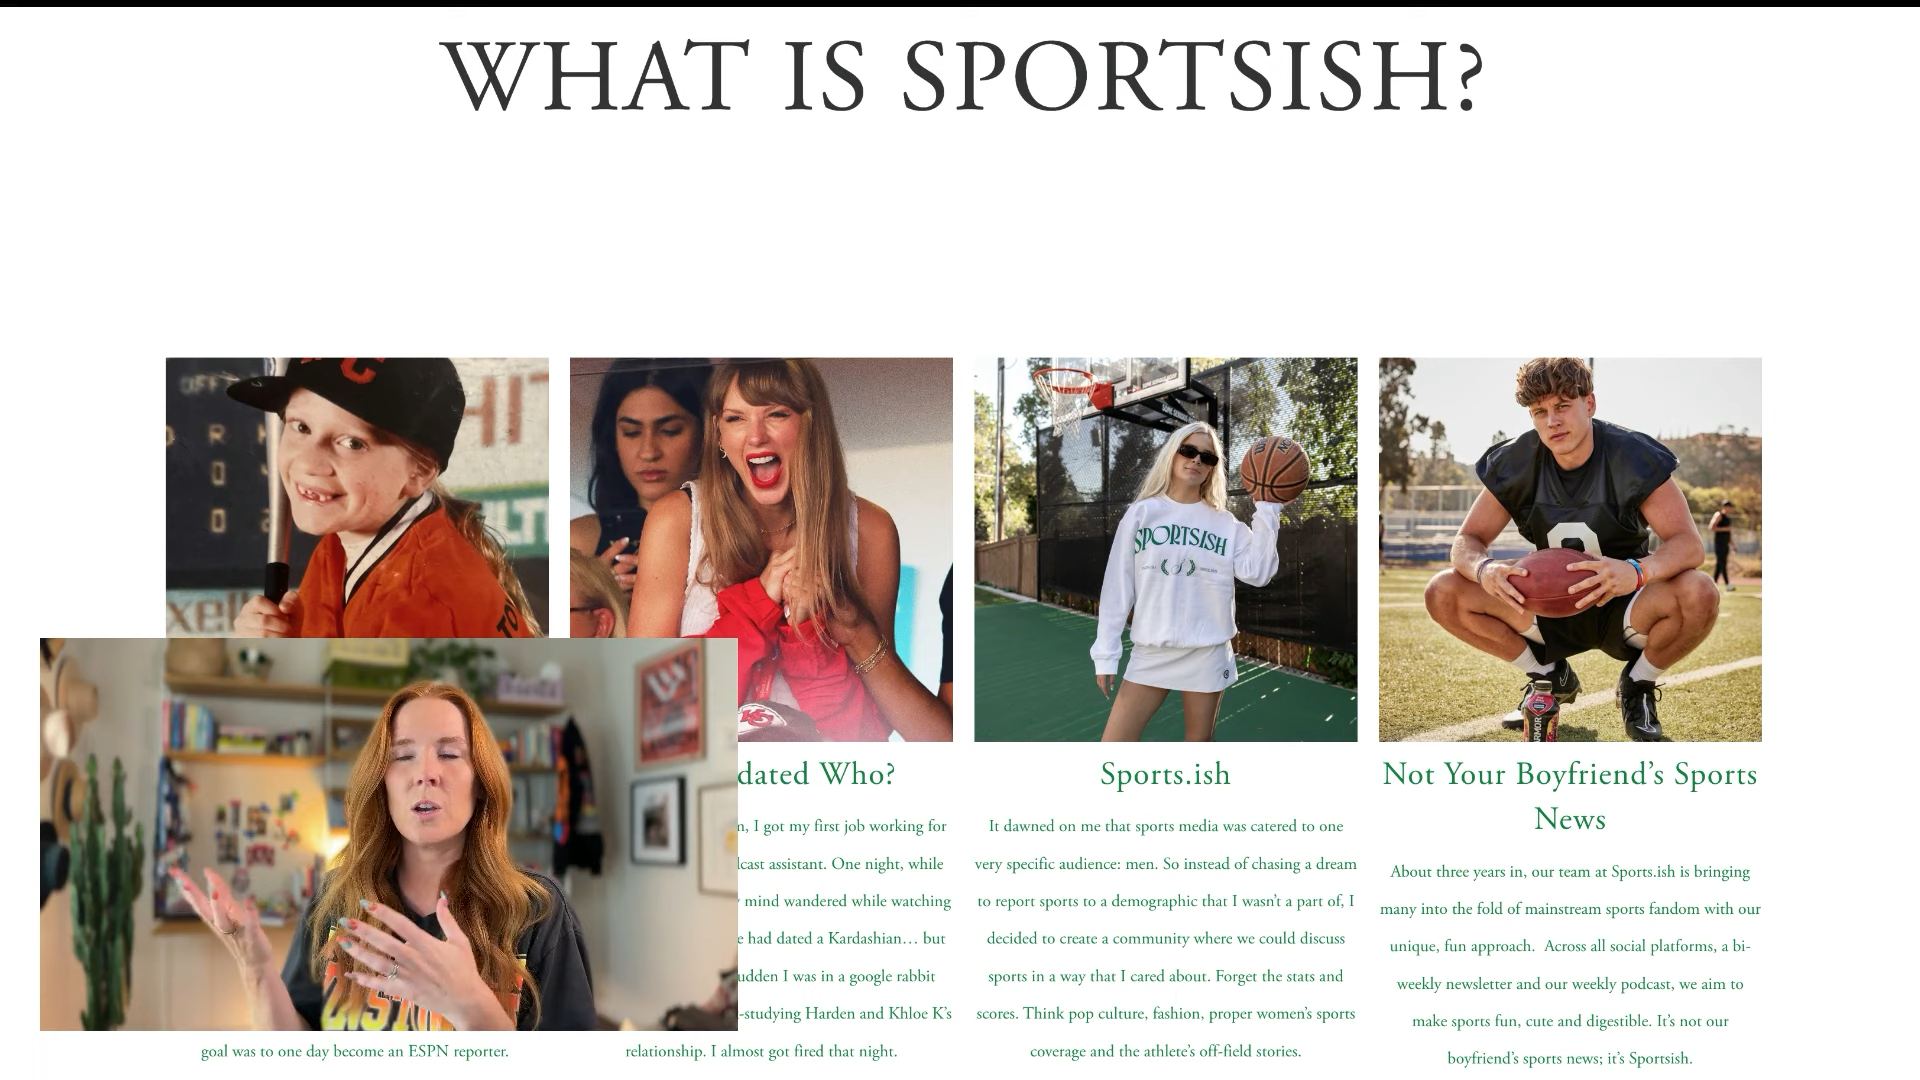 WHAT IS SPORTSISH?
C
HIT
SPORTSISH
dated Who?
Sports.ish
Not Your Boyfriend’s Sports
News
I got my first job working for
assistant. One night, while
mind wandered while watching
had dated a Kardashian… but
I was in a google rabbit
-studying Harden and Khloe K’s
relationship. I almost got fired that night.
It dawned on me that sports media was catered to one
very specific audience: men. So instead of chasing a dream
to report sports to a demographic that I wasn’t a part of, I
decided to create a community where we could discuss
sports in a way that I cared about. Forget the stats and
scores. Think pop culture, fashion, proper women’s sports
coverage and the athlete’s off-field stories.
About three years in, our team at Sports.ish is bringing
many into the fold of mainstream sports fandom with our
unique, fun approach.  Across all social platforms, a bi-
weekly newsletter and our weekly podcast, we aim to
make sports fun, cute and digestible. It’s not our
boyfriend’s sports news; it’s Sportsish.
goal was to one day become an ESPN reporter.